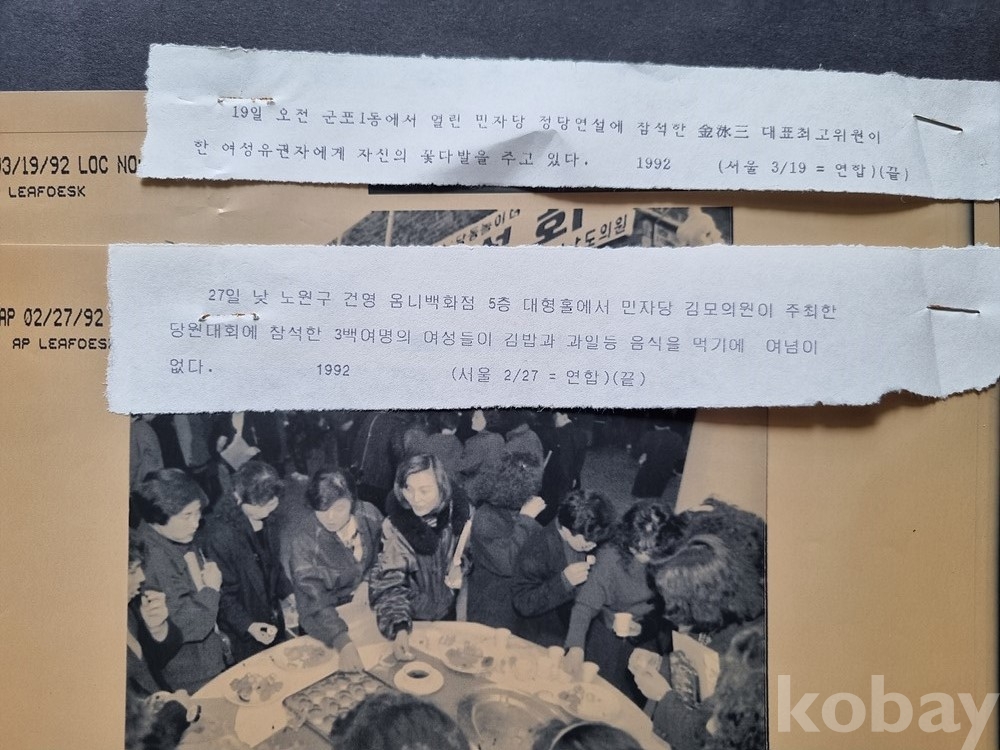 19일 오전 군포1동에서 열린 민자당 정당연설에 참석한 金泳三 대표최고위원이
한 여성유권자에게 자신의 꽃다발을 주고 있다. 1992 (서울 3/19 = 연합)(끝)
03/19/92 LOC NO:
LEAFDESK
회
도의원
27일 낮 노원구 건영 옴니백화점 5층 대형홀에서 민자당 김모의원이 주최한
당원대회에 참석한 3백여명의 여성들이 김밥과 과일등 음식을 먹기에 여념이
없다. 1992 (서울 2/27 = 연합)(끝)
AP 02/27/92
AP LEAFDES
kobay